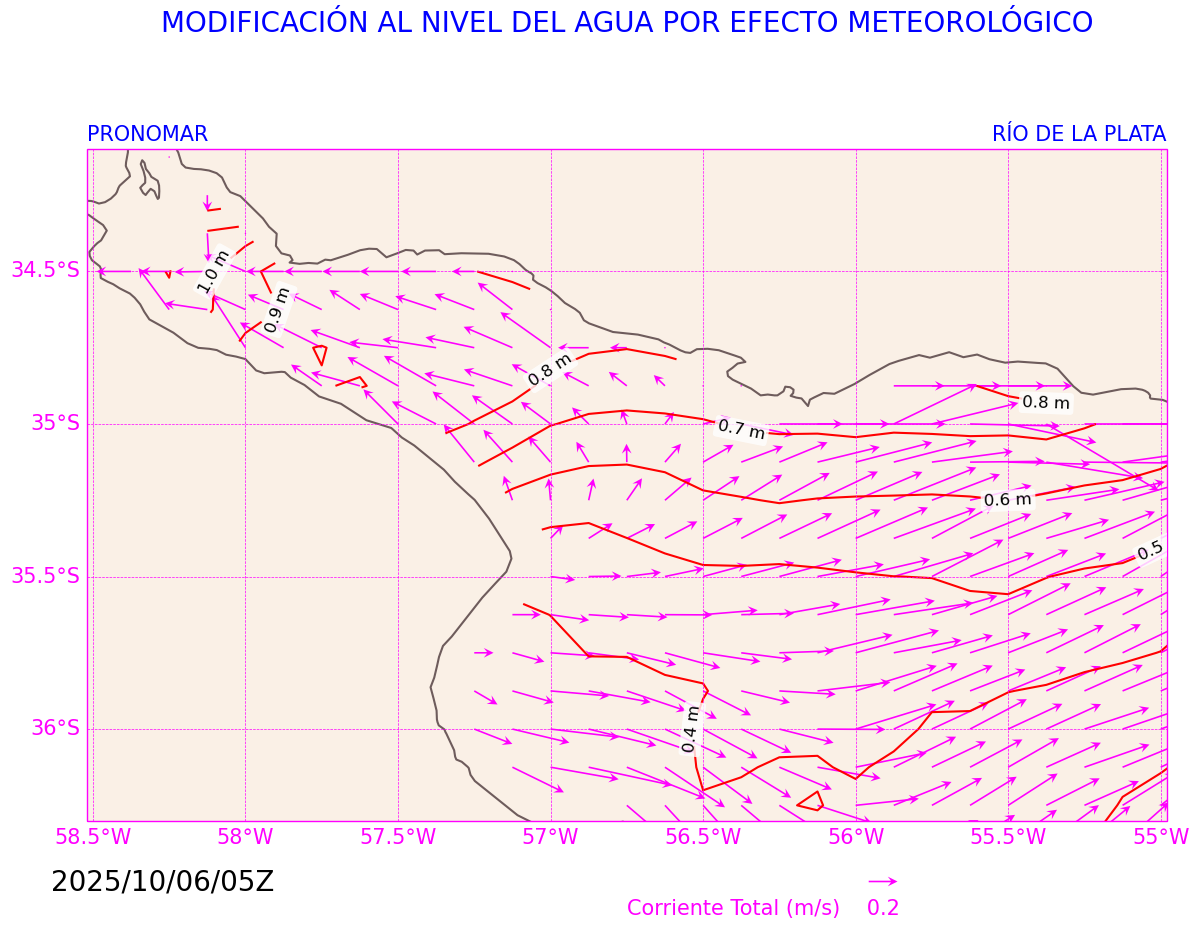 MODIFICACIÓN AL NIVEL DEL AGUA POR EFECTO METEOROLÓGICO
PRONOMAR
RÍO DE LA PLATA
1.0 m
34.5°S
0.9 m
0.8 m
0.8 m
35°S
0.7 m
0.6 m
0.5
35.5°S
0.4 m
36°S
58.5°W
58°W
57.5°W
57°W
56.5°W
56°W
55.5°W
55°W
2025/10/06/05Z
Corriente Total (m/s)
0.2